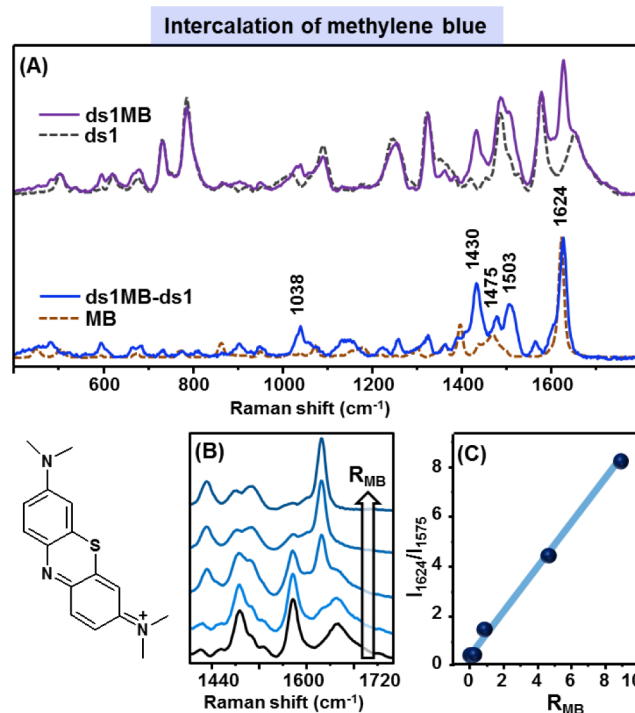 Intercalation of methylene blue
(A)
ds1MB
ds1
1038
1430
1475
1503
1624
ds1MB-ds1
MB
600
800
1000
1200
1400
1600
Raman shift (cm⁻¹)
N
S
N
N
+
(B)
R_MB
1440
1600
1720
Raman shift (cm⁻¹)
(C)
I₁₆₂₄/I₁₅₇₅
8
6
4
2
0
0
2
4
6
8
10
R_MB